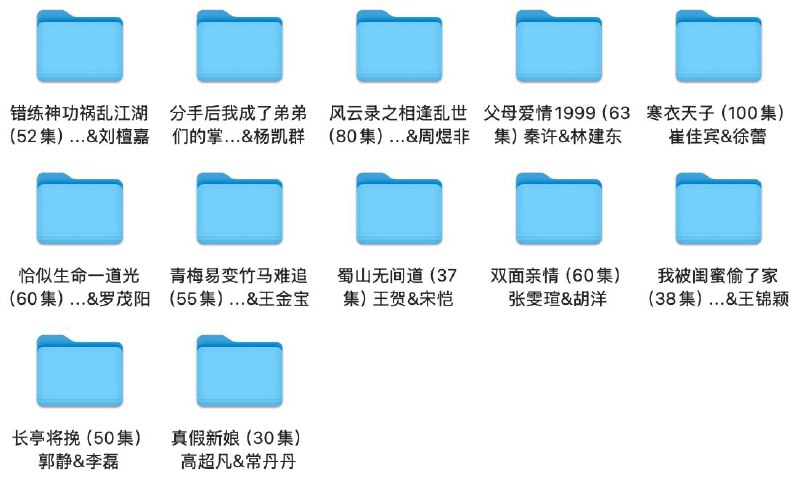 错练神功祸乱江湖
(52集) ...&刘檀嘉
分手后我成了弟弟
们的掌...&杨凯群
风云录之相逢乱世
(80集) ...&周煜非
父母爱情1999 (63
集) 秦许&林建东
寒衣天子 (100集)
崔佳宾&徐蕾
恰似生命一道光
(60集) ...&罗茂阳
青梅易变竹马难追
(55集) ...&王金宝
蜀山无间道 (37
集) 王贺&宋恺
双面亲情 (60集)
张雯瑄&胡洋
我被闺蜜偷了家
(38集) ...&王锦颖
长亭将挽 (50集)
郭静&李磊
真假新娘 (30集)
高超凡&常丹丹